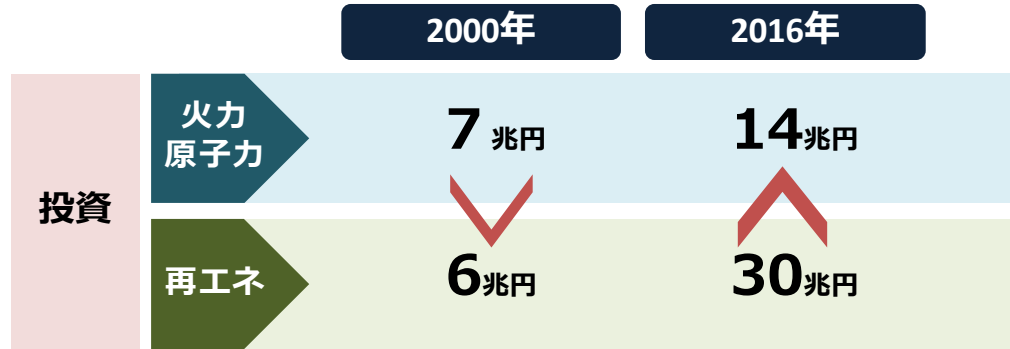 2000年 2016年
投資
火力
原子力
7 兆円 14兆円
再エネ 6兆円 30兆円